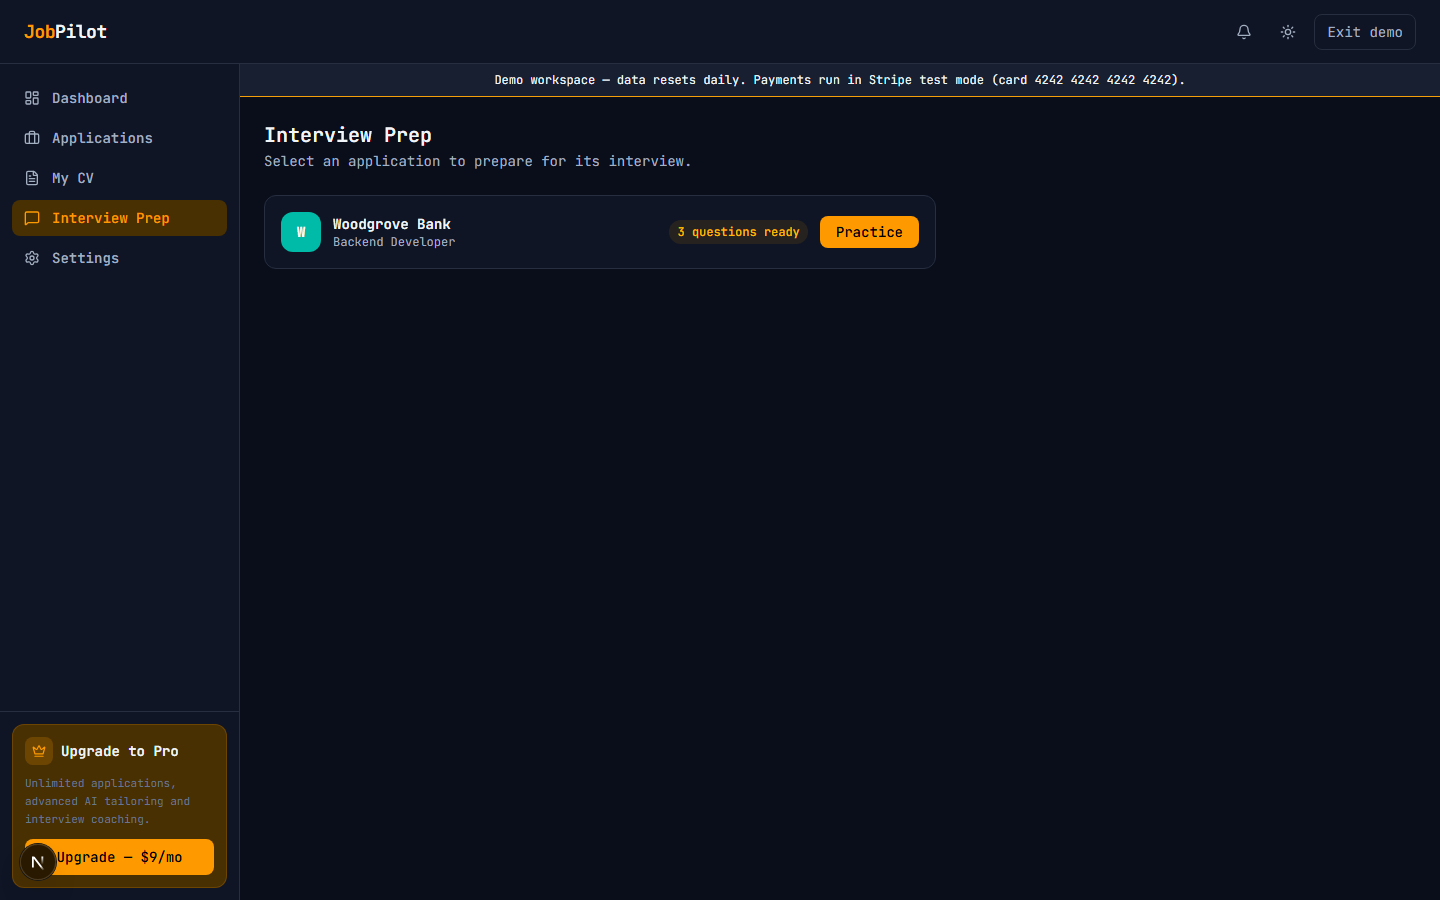 JobPilot
Exit demo
Dashboard
Applications
My CV
Interview Prep
Settings
Demo workspace — data resets daily. Payments run in Stripe test mode (card 4242 4242 4242 4242).
Interview Prep
Select an application to prepare for its interview.
W
Woodgrove Bank
Backend Developer
3 questions ready
Practice
Upgrade to Pro
Unlimited applications,
advanced AI tailoring and
interview coaching.
Upgrade — $9/mo
N